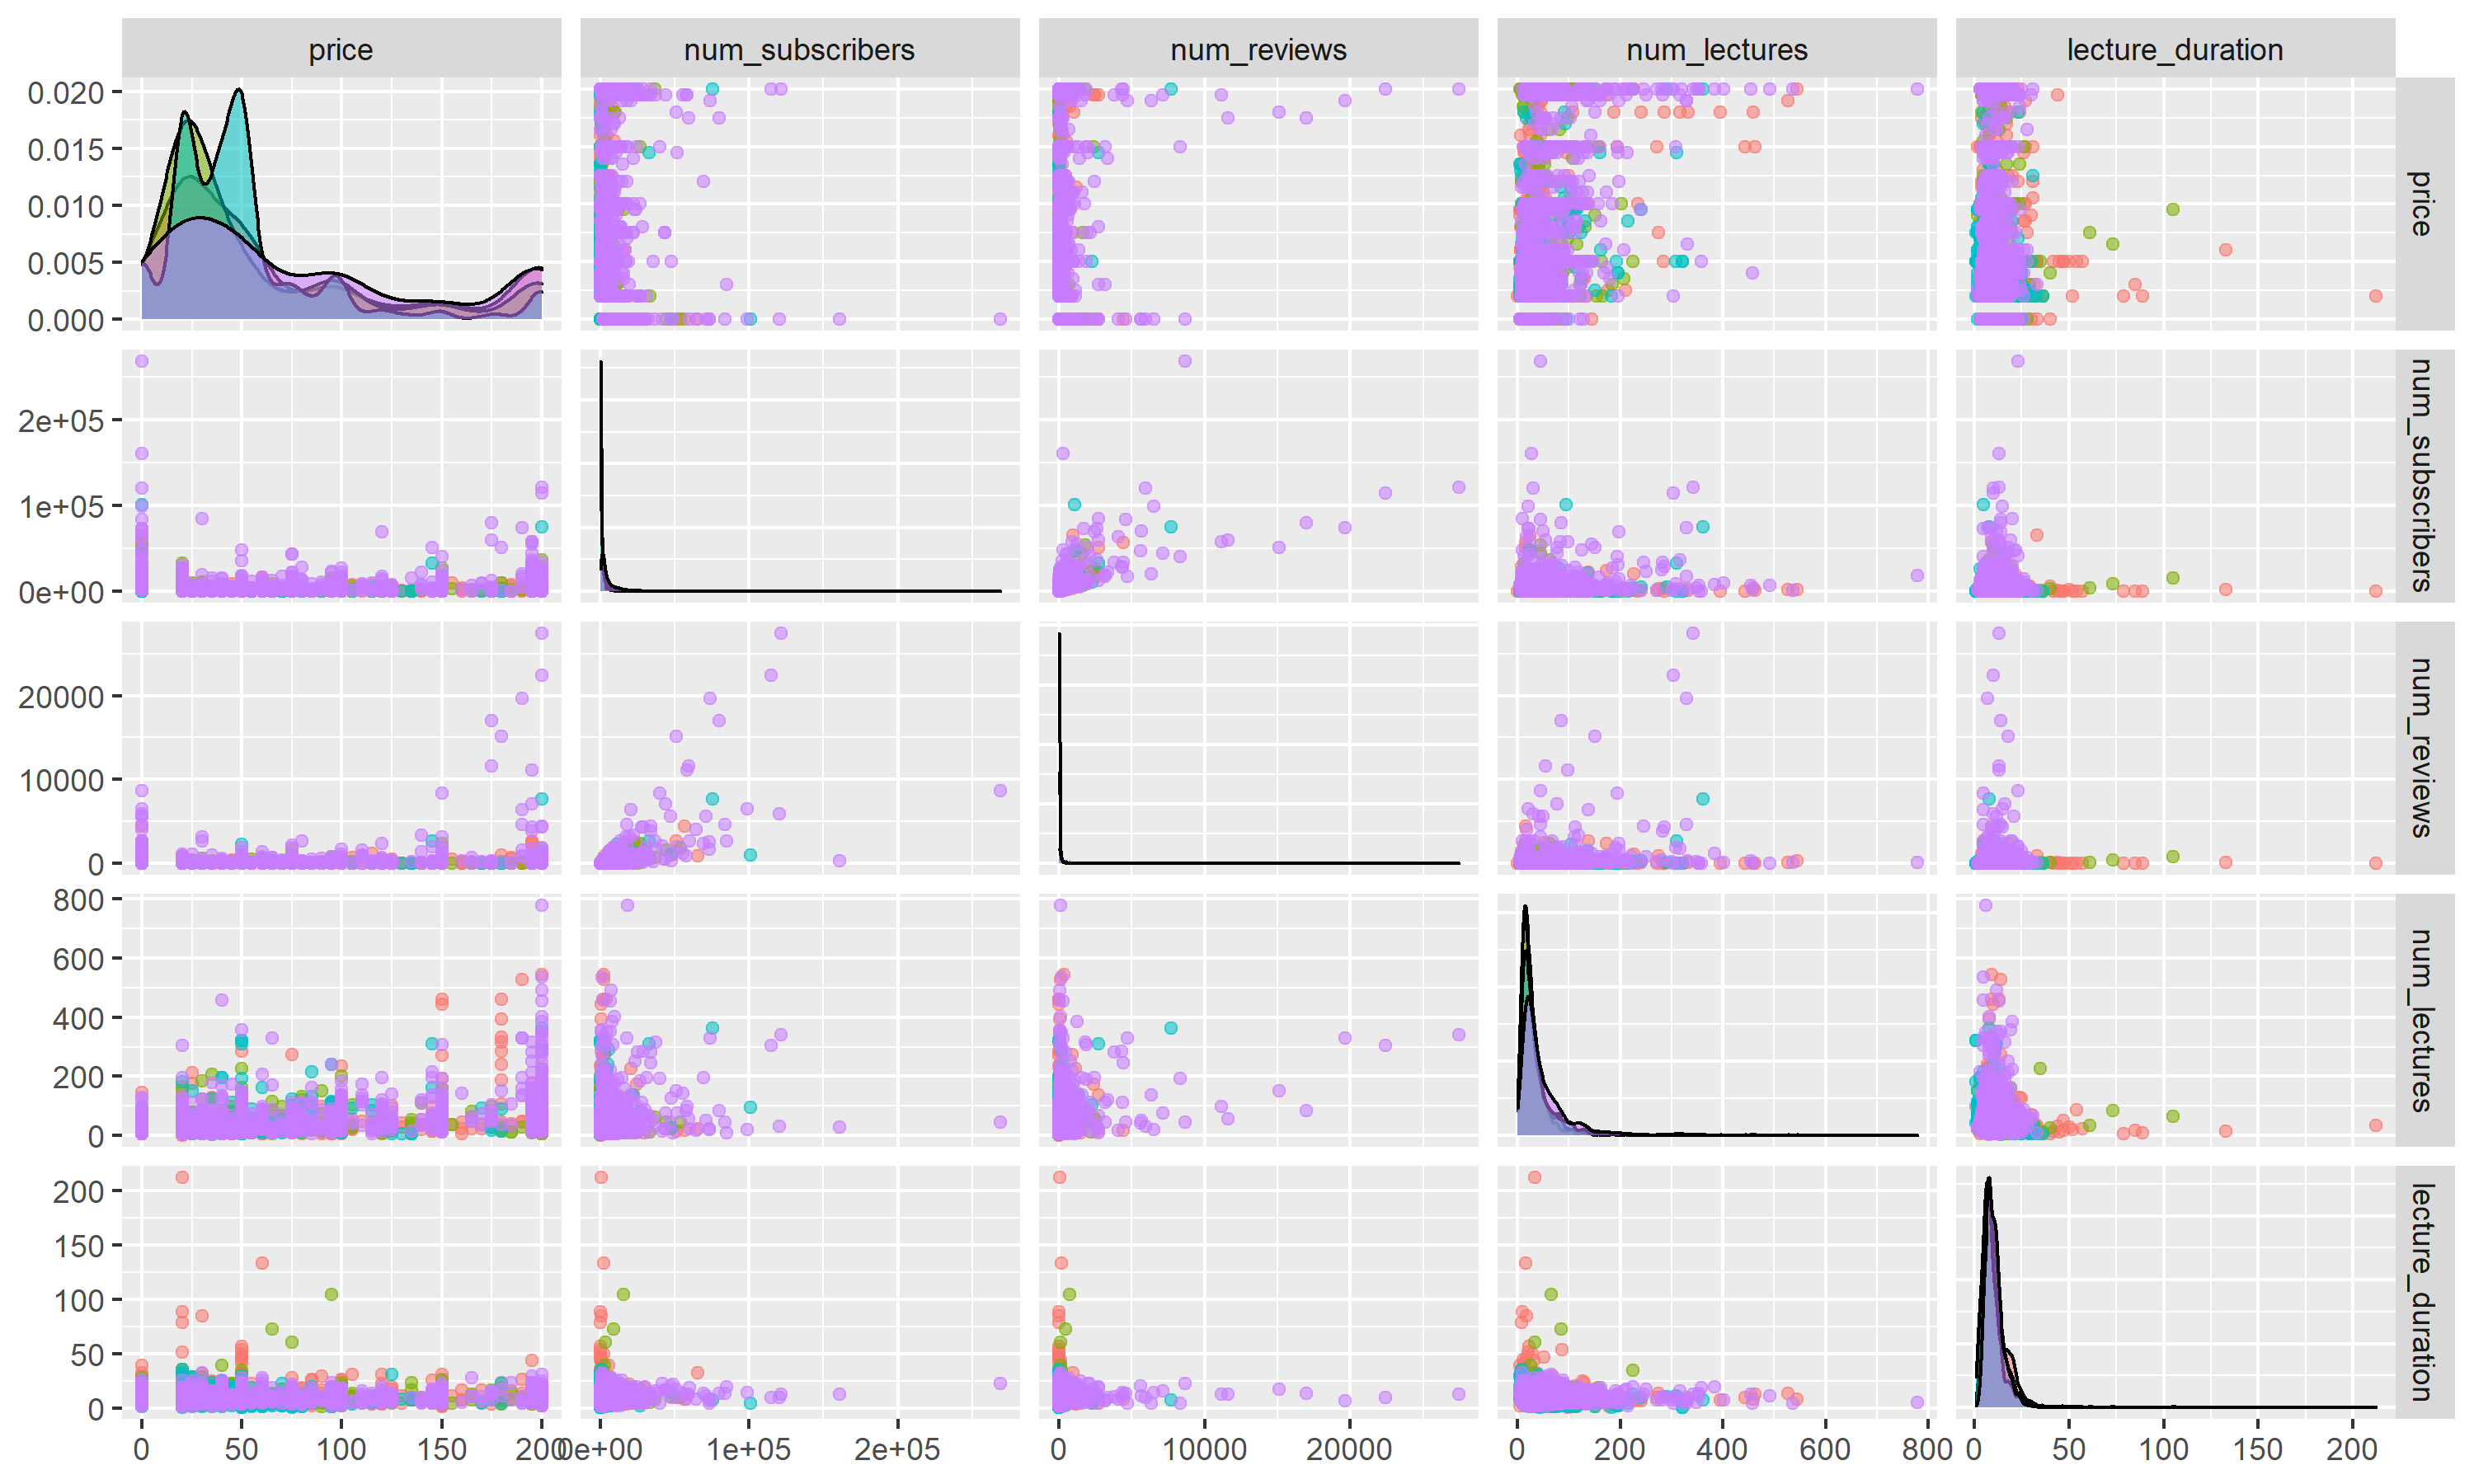 price num_subscribers num_reviews num_lectures lecture_duration
0.020
0.015
0.010
0.005
0.000
price
2e+05
1e+05
0e+00
num_subscribers
20000
10000
0
num_reviews
800
600
400
200
0
num_lectures
200
150
100
50
0
lecture_duration
0 50 100 150 200 0e+00 1e+05 2e+05 0 10000 20000 0 200 400 600 800 0 50 100 150 200